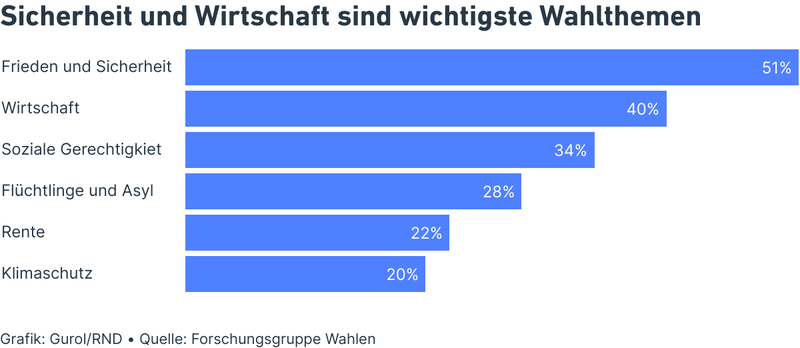 Sicherheit und Wirtschaft sind wichtigste Wahlthemen
Frieden und Sicherheit 51%
Wirtschaft 40%
Soziale Gerechtigkiet 34%
Flüchtlinge und Asyl 28%
Rente 22%
Klimaschutz 20%
Grafik: Gurol/RND • Quelle: Forschungsgruppe Wahlen